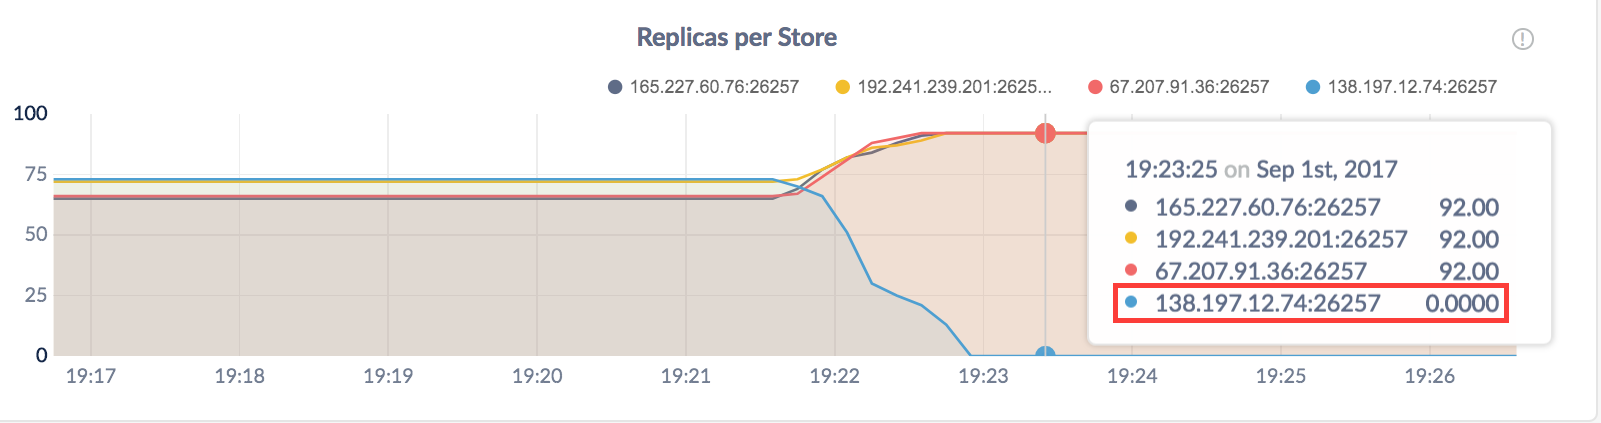 Replicas per Store
165.227.60.76:26257 192.241.239.201:2625... 67.207.91.36:26257 138.197.12.74:26257
100
75
50
25
0
19:17 19:18 19:19 19:20 19:21 19:22 19:23 19:24 19:25 19:26
19:23:25 on Sep 1st, 2017
165.227.60.76:26257 92.00
192.241.239.201:26257 92.00
67.207.91.36:26257 92.00
138.197.12.74:26257 0.0000